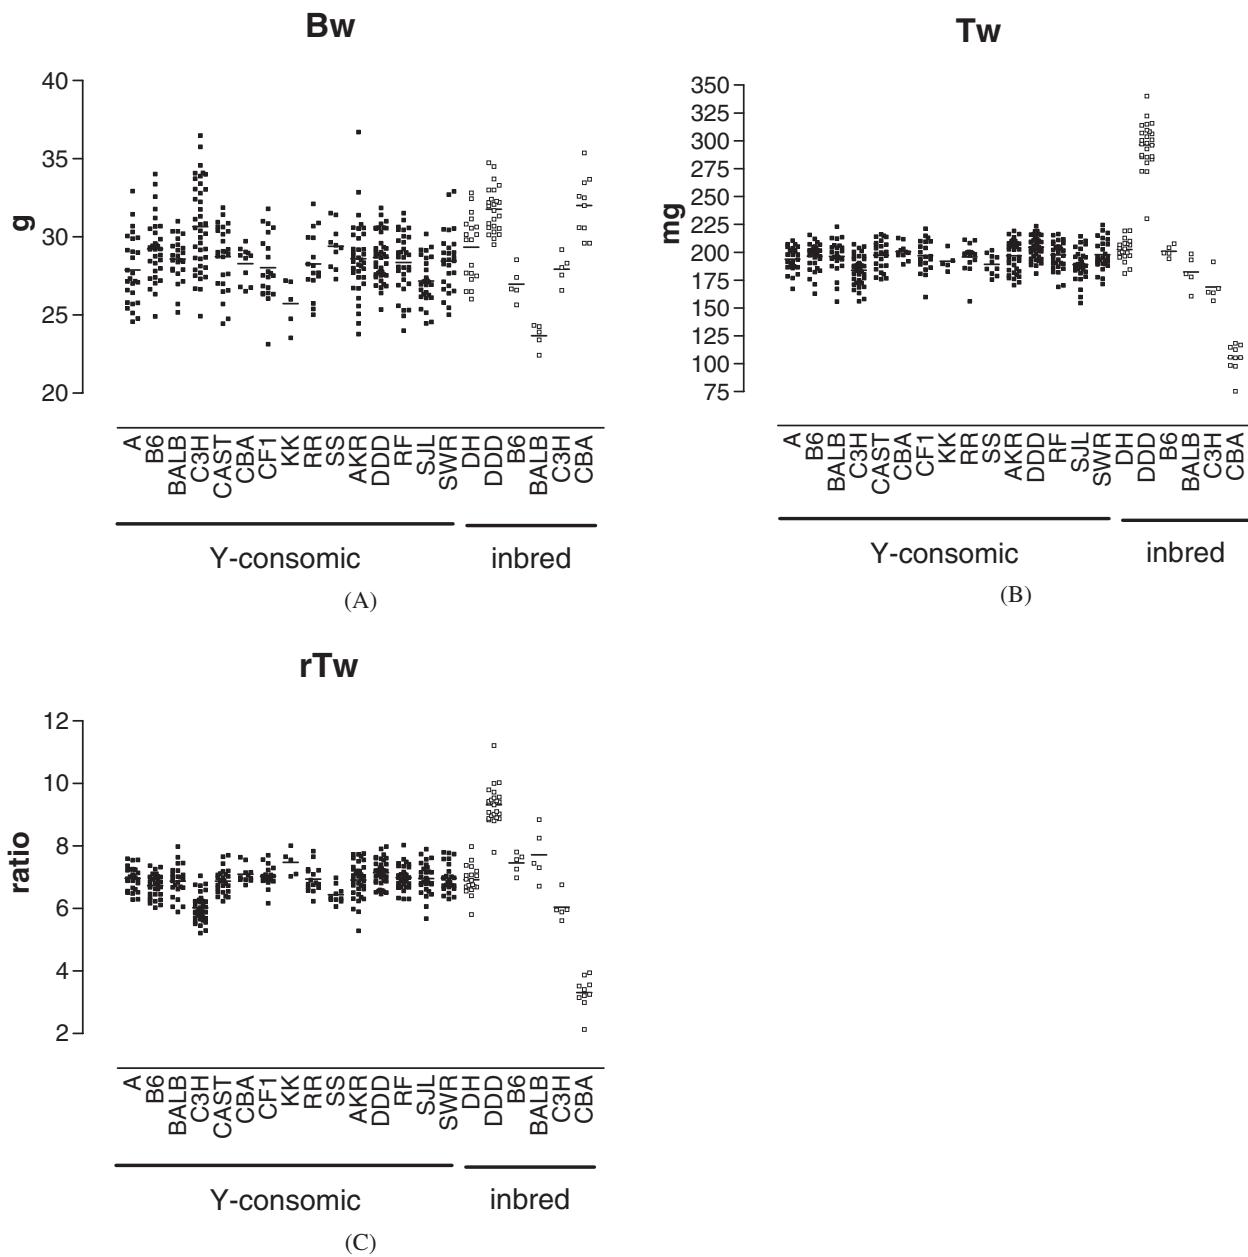 Bw
40
35
30
25
20
g
A B6 BALB C3H CAST CBA CF1 KK RR SS AKR DDD RF SJL SWR DH DDD B6 BALB C3H CBA
Y-consomic inbred
(A)
Tw
350
325
300
275
250
225
200
175
150
125
100
75
mg
A B6 BALB C3H CAST CBA CF1 KK RR SS AKR DDD RF SJL SWR DH DDD B6 BALB C3H CBA
Y-consomic inbred
(B)
rTw
12
10
8
6
4
2
ratio
A B6 BALB C3H CAST CBA CF1 KK RR SS AKR DDD RF SJL SWR DH DDD B6 BALB C3H CBA
Y-consomic inbred
(C)